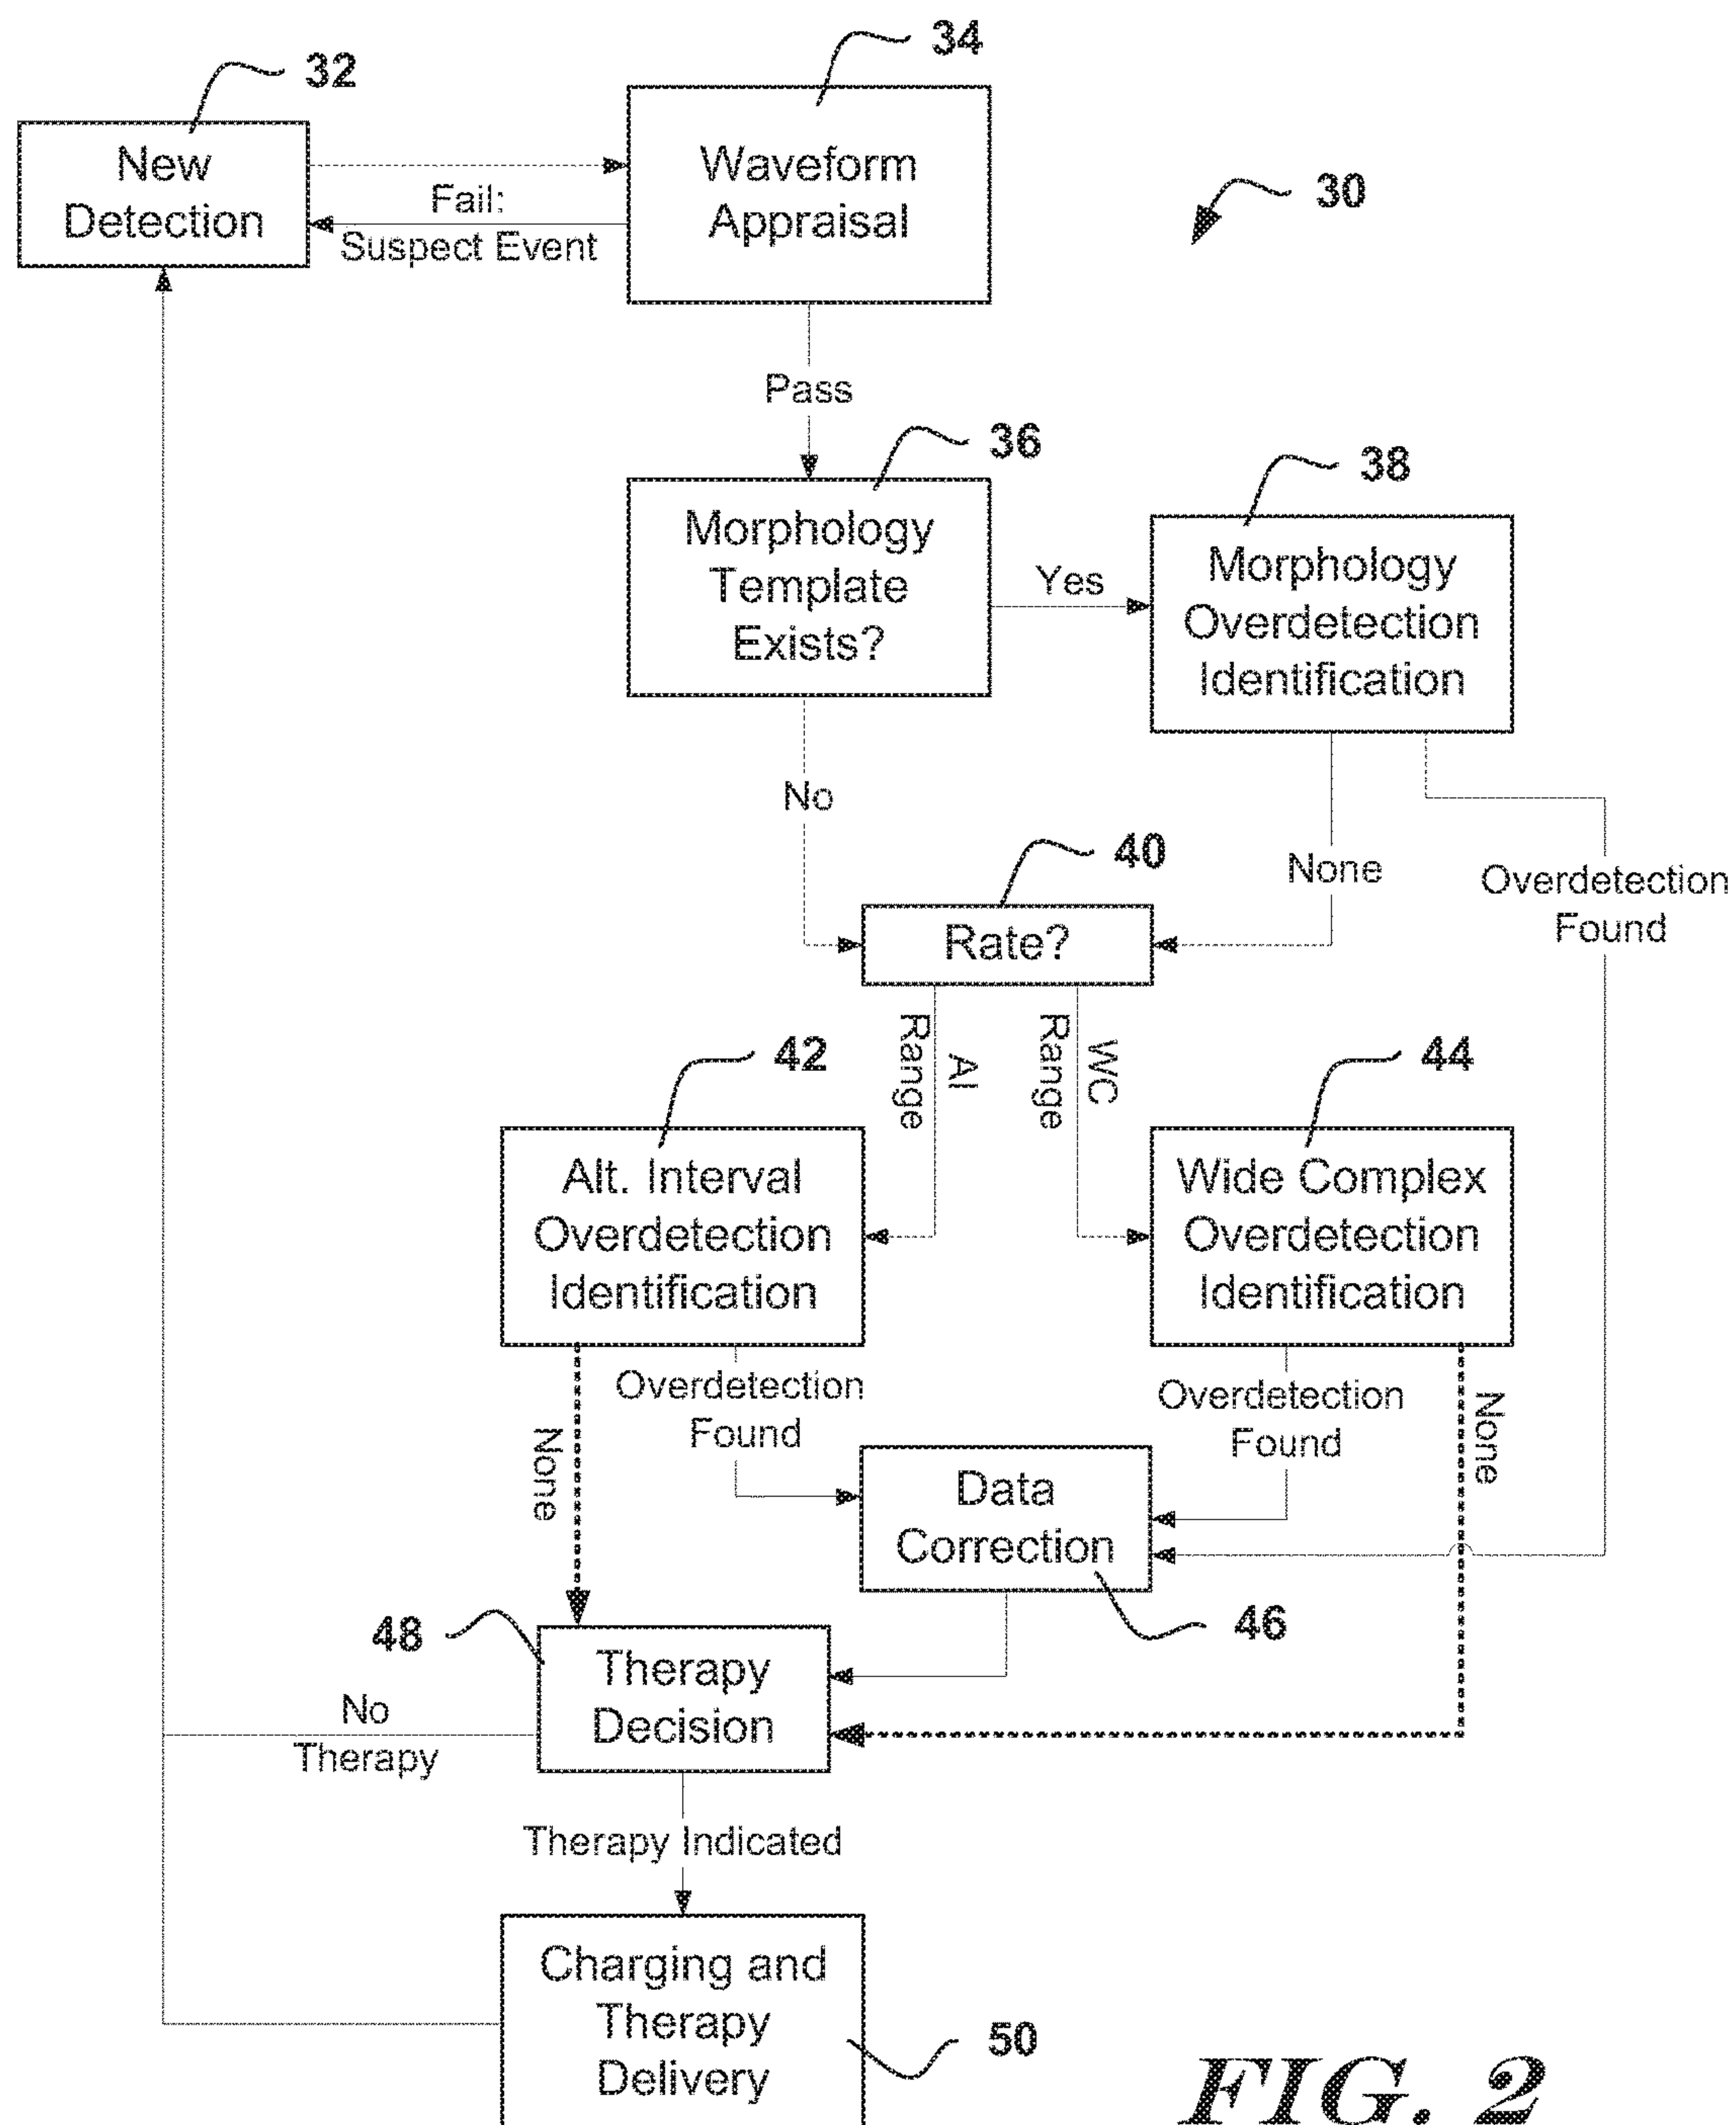 34
32
New
Detection
Fail:
Suspect Event
Waveform
Appraisal
30
Pass
36
38
Morphology
Template
Exists?
Yes
Morphology
Overdetection
Identification
No
None
Overdetection
Found
40
Rate?
AI
Range
WC
Range
42
44
Alt. Interval
Overdetection
Identification
Wide Complex
Overdetection
Identification
None
Overdetection
Found
Overdetection
Found
None
Data
Correction
46
48
Therapy
Decision
No
Therapy
Therapy Indicated
Charging and
Therapy
Delivery
50
FIG. 2